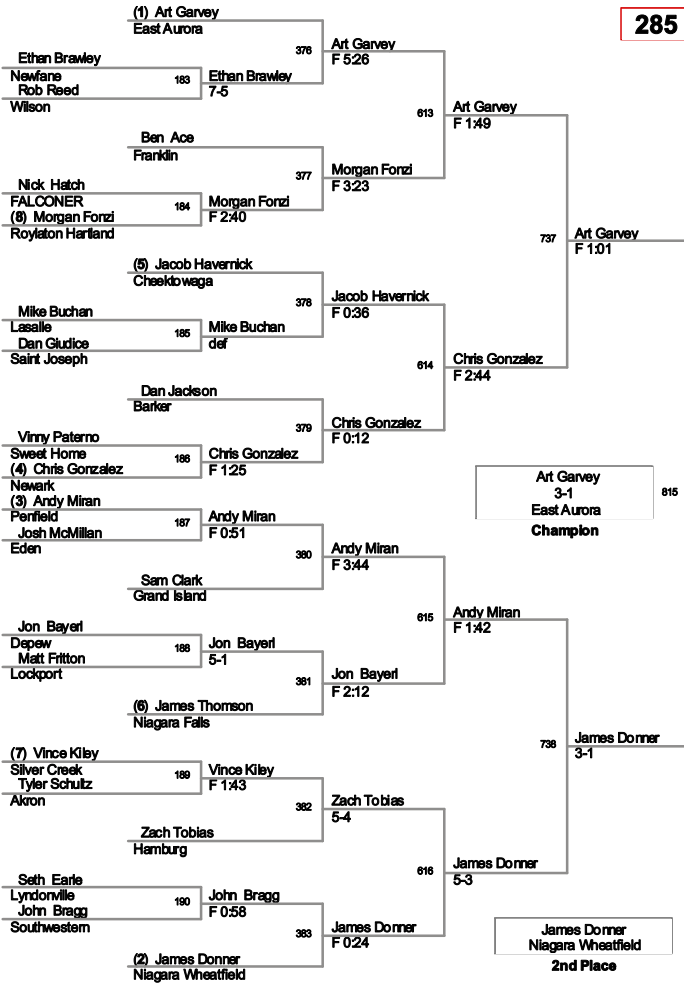 285
(1) Art Garvey
East Aurora
376
Art Garvey
F 5:26
Ethan Brawley
Newfane
183
Ethan Brawley
7-5
Rob Reed
Wilson
613
Art Garvey
F 1:49
Ben Ace
Franklin
377
Morgan Fonzi
F 3:23
Nick Hatch
FALCONER
184
Morgan Fonzi
F 2:40
(8) Morgan Fonzi
Roylaton Hartland
737
Art Garvey
F 1:01
(5) Jacob Havernick
Cheektowaga
378
Jacob Havernick
F 0:36
Mike Buchan
Lasalle
185
Mike Buchan
def
Dan Giudice
Saint Joseph
614
Chris Gonzalez
F 2:44
Dan Jackson
Barker
379
Chris Gonzalez
F 0:12
Vinny Paterno
Sweet Home
186
Chris Gonzalez
F 1:25
(4) Chris Gonzalez
Newark
Art Garvey
3-1
East Aurora
815
Champion
(3) Andy Miran
Penfield
187
Andy Miran
F 0:51
Josh McMillan
Eden
380
Andy Miran
F 3:44
Sam Clark
Grand Island
615
Andy Miran
F 1:42
Jon Bayerl
Depew
188
Jon Bayerl
5-1
Matt Fritton
Lockport
381
Jon Bayerl
F 2:12
(6) James Thomson
Niagara Falls
738
James Donner
3-1
(7) Vince Kiley
Silver Creek
189
Vince Kiley
F 1:43
Tyler Schultz
Akron
382
Zach Tobias
5-4
Zach Tobias
Hamburg
616
James Donner
5-3
Seth Earle
Lyndonville
190
John Bragg
F 0:58
John Bragg
Southwestern
383
James Donner
F 0:24
(2) James Donner
Niagara Wheatfield
James Donner
Niagara Wheatfield
2nd Place